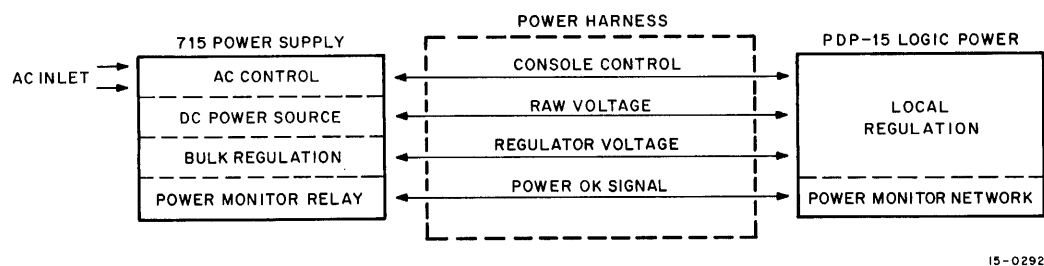 POWER HARNESS
715 POWER SUPPLY
PDP-15 LOGIC POWER
AC INLET
AC CONTROL
CONSOLE CONTROL
DC POWER SOURCE
RAW VOLTAGE
LOCAL
REGULATION
BULK REGULATION
REGULATOR VOLTAGE
POWER MONITOR RELAY
POWER OK SIGNAL
POWER MONITOR NETWORK
15-0292